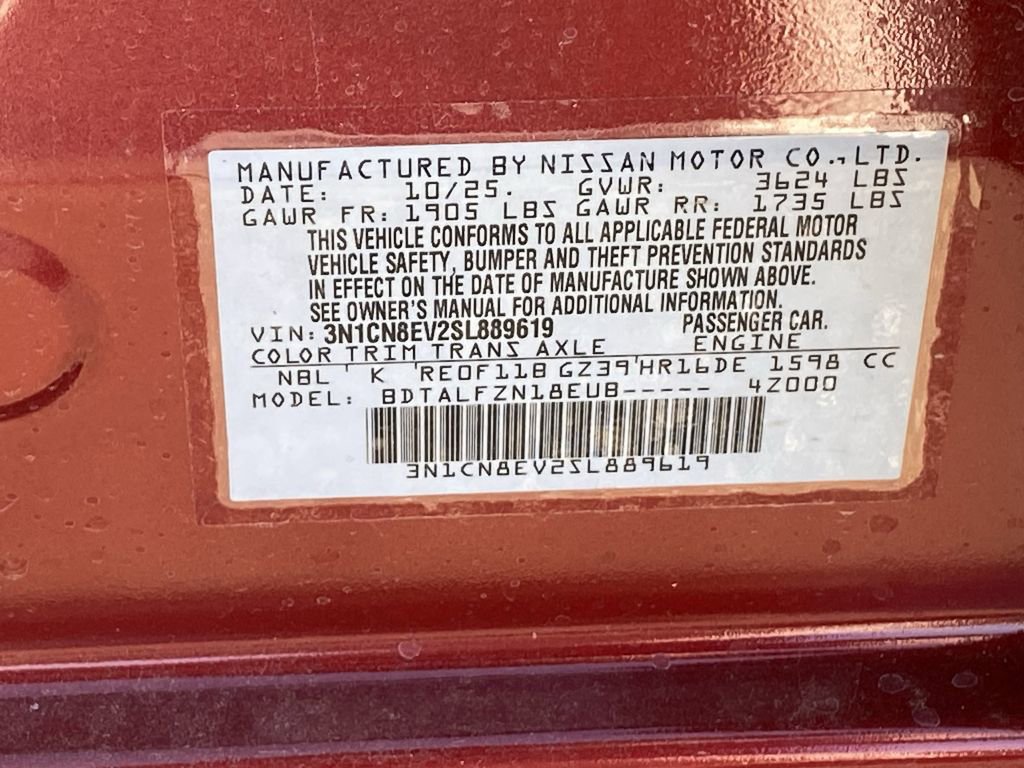 MANUFACTURED BY NISSAN MOTOR CO., LTD.
DATE: 10/25. GVWR: 3624 LBS
GAWR FR: 1905 LBS GAWR RR: 1735 LBS
THIS VEHICLE CONFORMS TO ALL APPLICABLE FEDERAL MOTOR
VEHICLE SAFETY, BUMPER AND THEFT PREVENTION STANDARDS
IN EFFECT ON THE DATE OF MANUFACTURE SHOWN ABOVE.
SEE OWNER'S MANUAL FOR ADDITIONAL INFORMATION.
VIN: 3N1CN8EV2SL889619 PASSENGER CAR.
COLOR TRIM TRANS AXLE ENGINE
NBL K RE0F11B GZ39 HR16DE 1598 CC
MODEL: BDTALFZN18EUB----- 4Z000
3N1CN8EV2SL889619